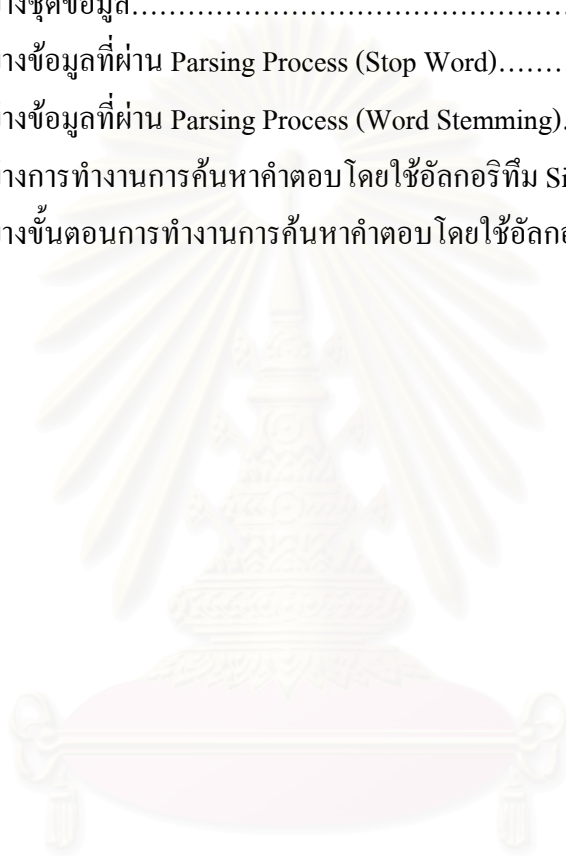 างชุดข้อมูล........................................................
างข้อมูลที่ผ่าน Parsing Process (Stop Word)........
างข้อมูลที่ผ่าน Parsing Process (Word Stemming).
างการทำงานการค้นหาคำตอบโดยใช้อัลกอริทึม Si
างขั้นตอนการทำงานการค้นหาคำตอบโดยใช้อัลกอ